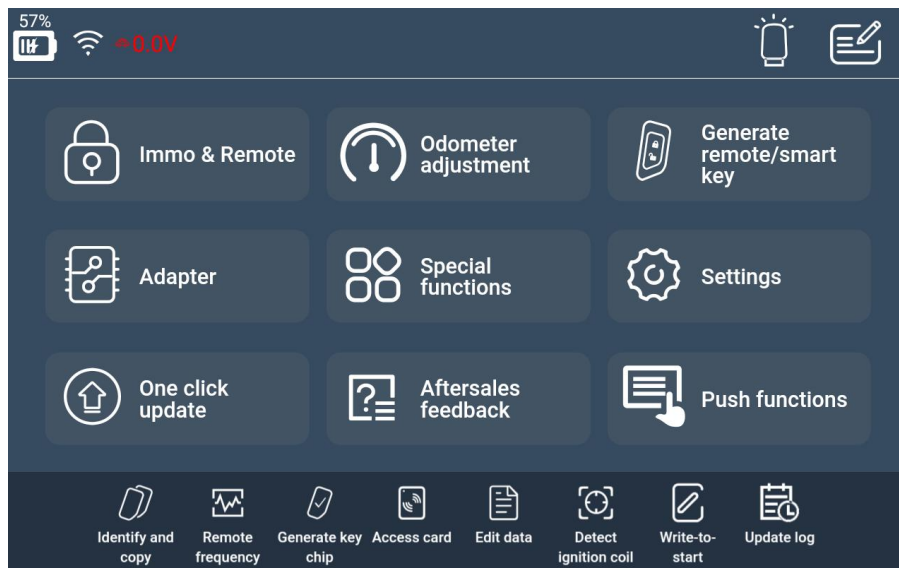 57%
0.0V
Immo & Remote
Odometer
adjustment
Generate
remote/smart
key
Adapter
Special
functions
Settings
One click
update
Aftersales
feedback
Push functions
Identify and
copy
Remote
frequency
Generate key
chip
Access card
Edit data
Detect
ignition coil
Write-to-
start
Update log